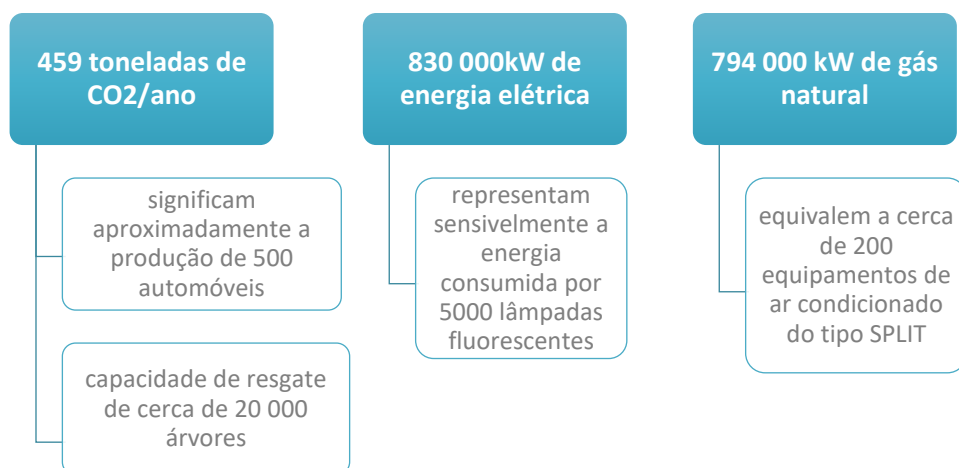 459 toneladas de
CO2/ano
significam
aproximadamente a
produção de 500
automóveis
capacidade de resgate
de cerca de 20 000
árvores
830 000kW de
energia elétrica
representam
sensivelmente a
energia
consumida por
5000 lâmpadas
fluorescentes
794 000 kW de gás
natural
equivalem a cerca
de 200
equipamentos de
ar condicionado
do tipo SPLIT